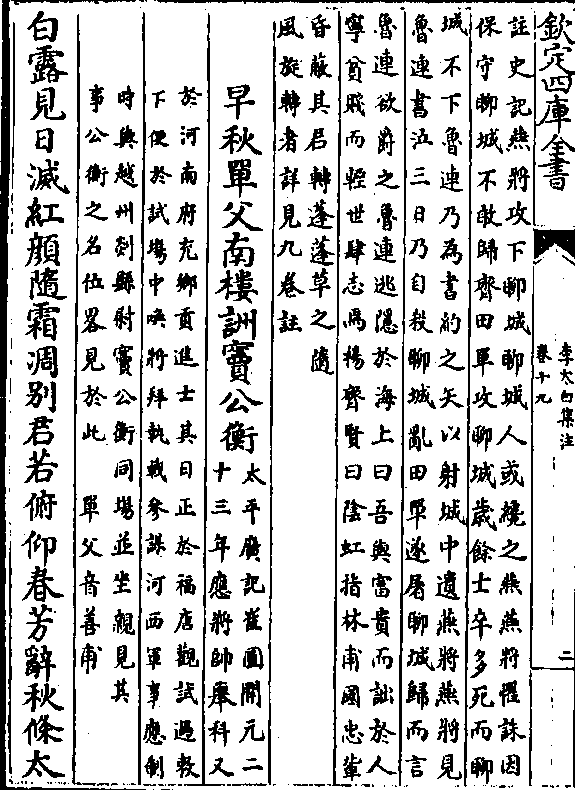 欽定四庫全書
李太白集注
卷十九
二
註史記燕將攻下聊城聊城人或䜛之燕燕將懼誅因
保守聊城不敢歸齊田單攻聊城歳餘士卒多死而聊
城不下魯連乃為書約之矢以射城中遺燕將燕將見
魯連書泣三日乃自殺聊城亂田單遂屠聊城歸而言
魯連欲爵之魯連逃隱於海上曰吾與富貴而詘於人
寧貧賤而輕世肆志焉楊齊賢曰陰虹指林甫國忠輩
昏蔽其君轉蓬蓬草之隨
風旋轉者詳見九卷註
早秋單父南樓詶竇公衡
太平廣記崔圓開元二
十三年應將帥舉科又
於河南府充鄉貢進士其日正於福唐觀試過敕
下便於試場中喚將拜執戟參謀河西軍事應制
時與越州剡縣尉竇公衡同場並坐親見其
事公衡之名位畧見於此 單父音善甫
白露見日滅紅顔隨霜凋别君若俯仰春芳辭秋條太